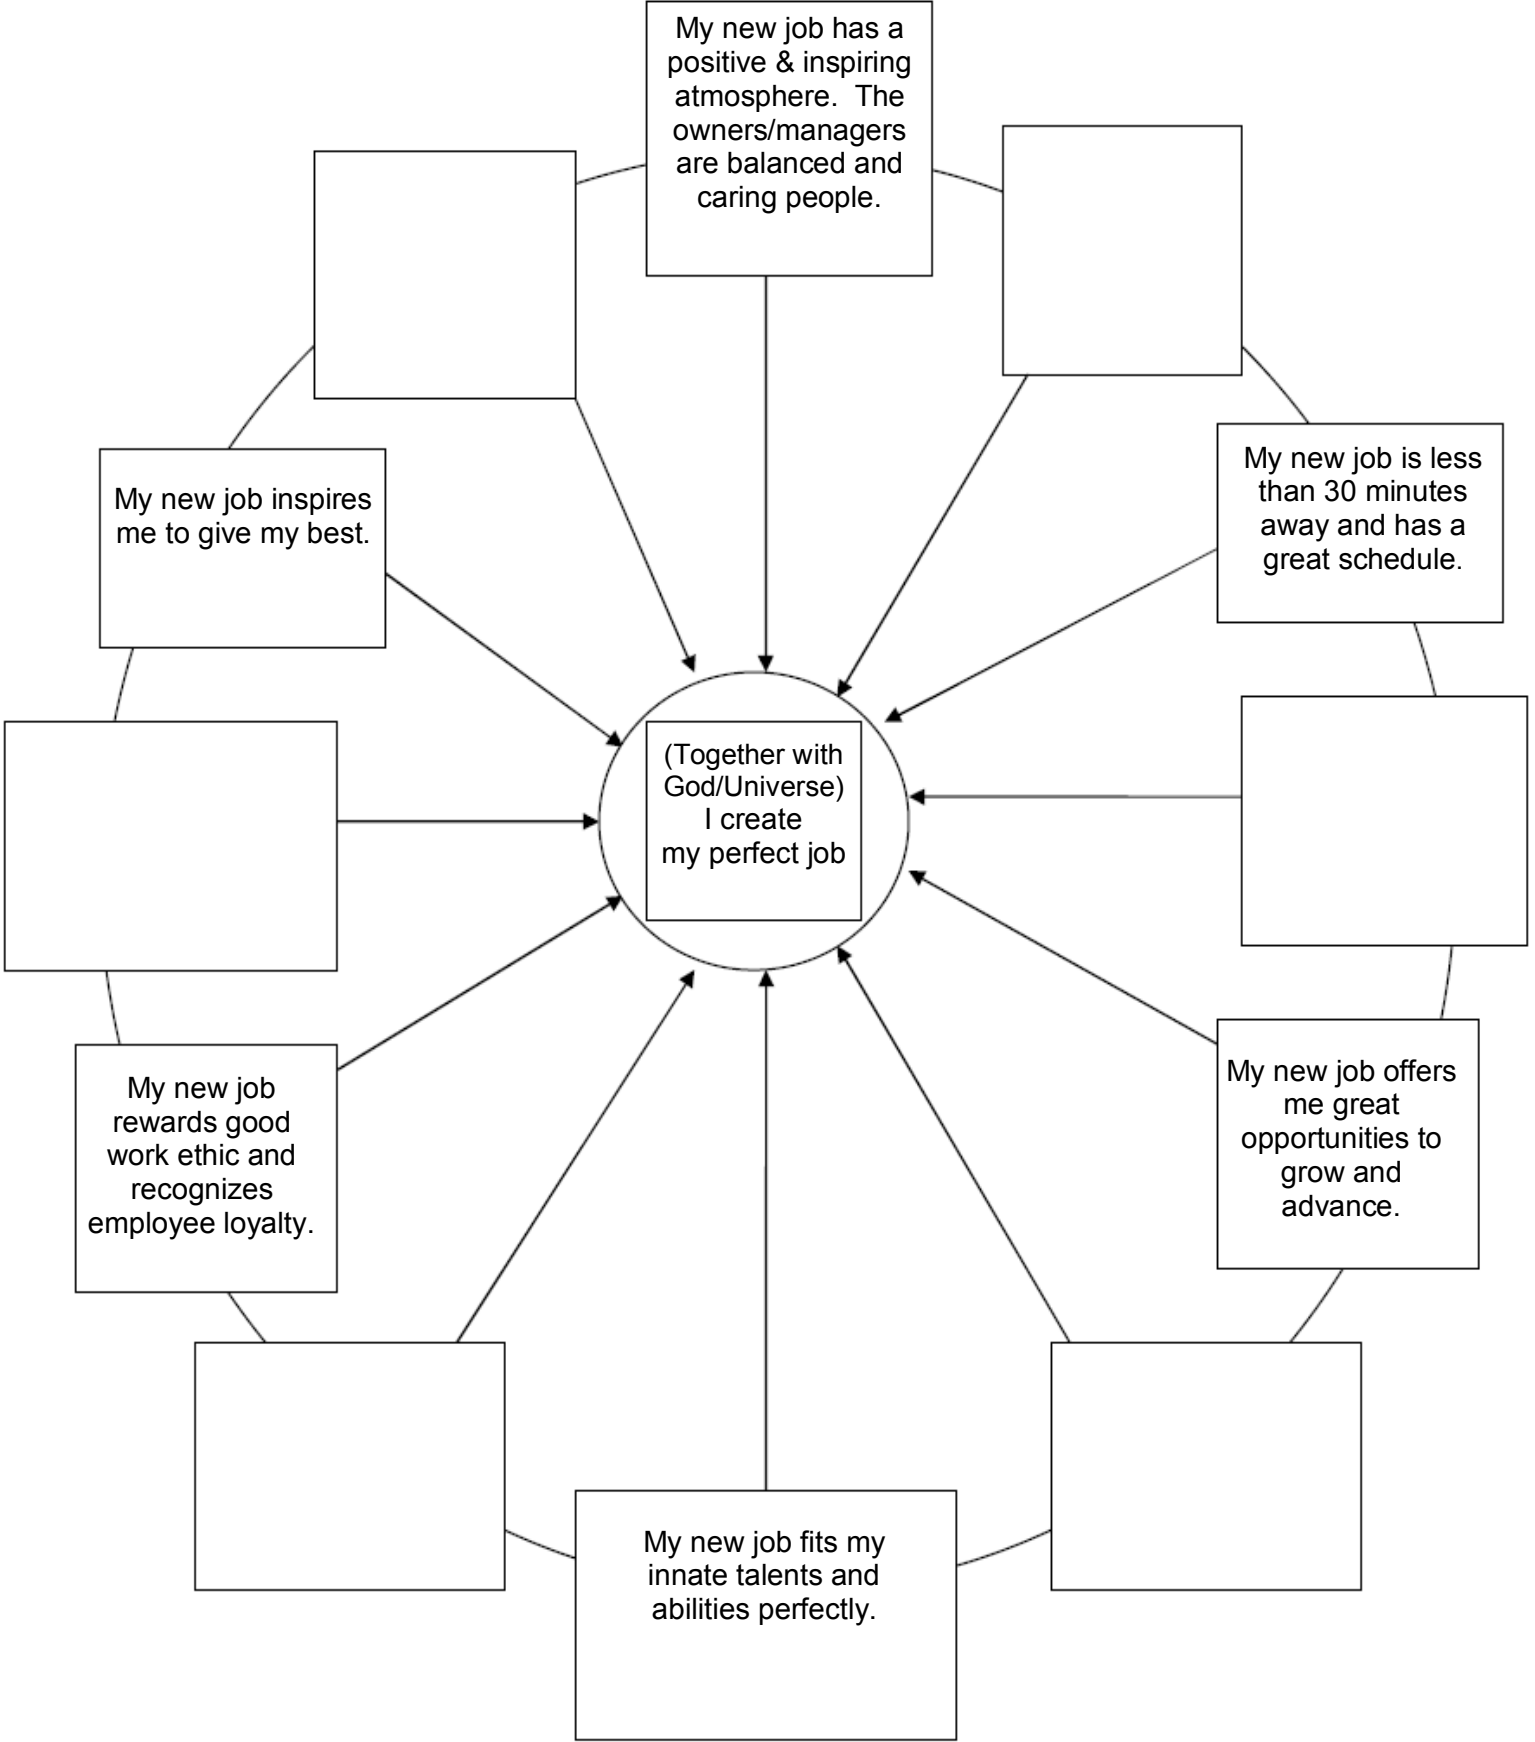 My new job has a
positive & inspiring
atmosphere.  The
owners/managers
are balanced and
caring people.
My new job is less
than 30 minutes
away and has a
great schedule.
My new job inspires
me to give my best.
(Together with
God/Universe)
I create
my perfect job
My new job offers
me great
opportunities to
grow and
advance.
My new job
rewards good
work ethic and
recognizes
employee loyalty.
My new job fits my
innate talents and
abilities perfectly.